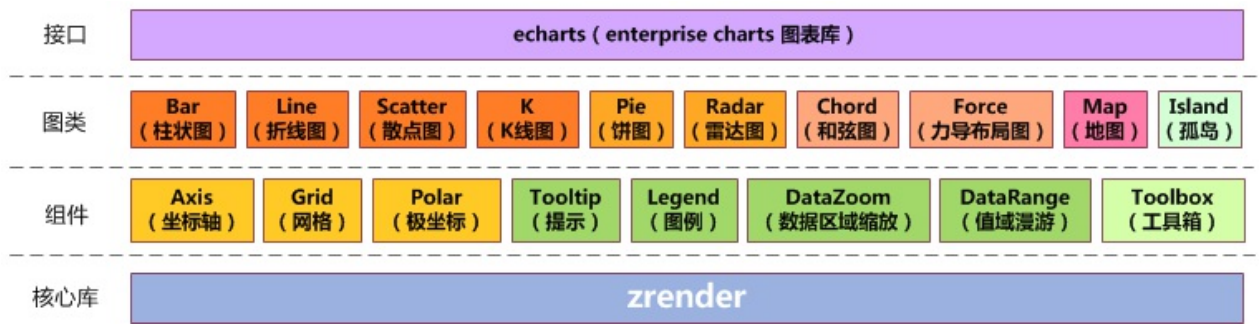 接口
echarts（enterprise charts 图表库）
图类
Bar
（柱状图）
Line
（折线图）
Scatter
（散点图）
K
（K线图）
Pie
（饼图）
Radar
（雷达图）
Chord
（和弦图）
Force
（力导布局图）
Map
（地图）
Island
（孤岛）
组件
Axis
（坐标轴）
Grid
（网格）
Polar
（极坐标）
Tooltip
（提示）
Legend
（图例）
DataZoom
（数据区域缩放）
DataRange
（值域漫游）
Toolbox
（工具箱）
核心库
zrender